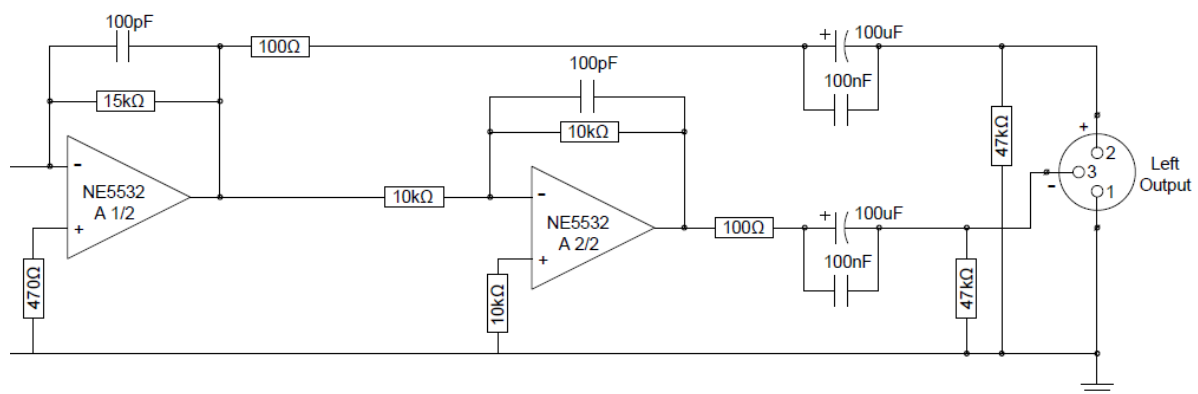 100pF
100Ω
+ 100uF
100nF
15kΩ
100pF
10kΩ
47kΩ
-
NE5532
A 1/2
+
470Ω
10kΩ
-
NE5532
A 2/2
+
10kΩ
100Ω
+ 100uF
100nF
47kΩ
+
2
3
-
1
Left
Output